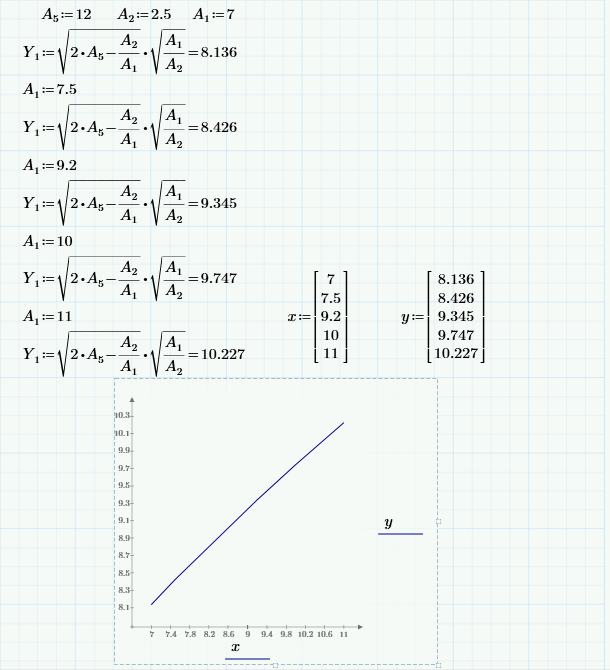 A₅:=12 A₂:=2.5 A₁:=7
Y₁:=√(2·A₅−A₂/A₁)·√(A₁/A₂)=8.136
A₁:=7.5
Y₁:=√(2·A₅−A₂/A₁)·√(A₁/A₂)=8.426
A₁:=9.2
Y₁:=√(2·A₅−A₂/A₁)·√(A₁/A₂)=9.345
A₁:=10
Y₁:=√(2·A₅−A₂/A₁)·√(A₁/A₂)=9.747
A₁:=11
Y₁:=√(2·A₅−A₂/A₁)·√(A₁/A₂)=10.227
x:=[7 7.5 9.2 10 11]
y:=[8.136 8.426 9.345 9.747 10.227]
10.3
10.1
9.9
9.7
9.5
9.3
9.1
8.9
8.7
8.5
8.3
8.1
7 7.4 7.8 8.2 8.6 9 9.4 9.8 10.2 10.6 11
y
x